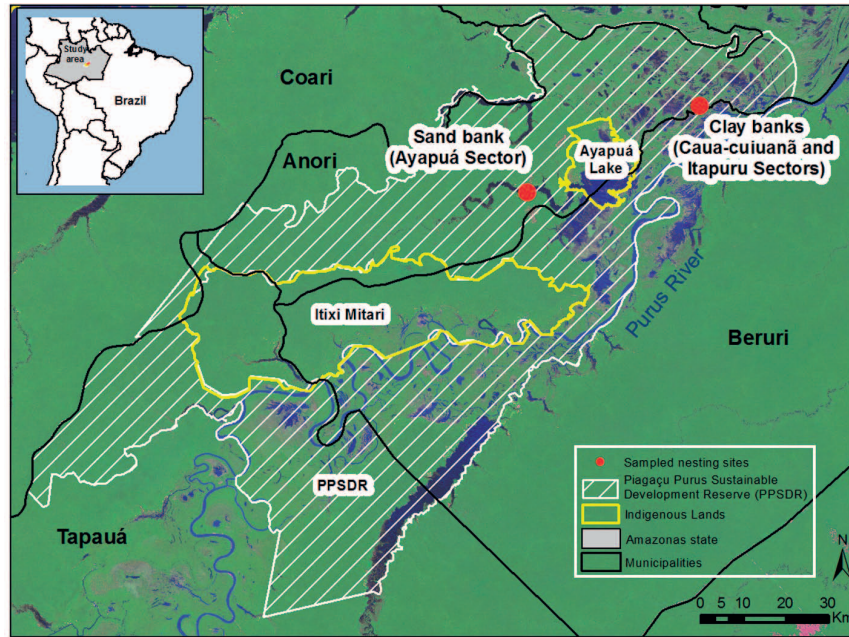 Study
area
Brazil
Coari
Anori
Sand bank
(Ayapuá Sector)
Ayapuá
Lake
Clay banks
(Caua-cuiuanã and
Itapuru Sectors)
Itixi Mitari
Purus River
Beruri
PPSDR
Tapauá
Sampled nesting sites
Piagaçu Purus Sustainable
Development Reserve (PPSDR)
Indigenous Lands
Amazonas state
Municipalities
N
0 5 10 20 30
Km